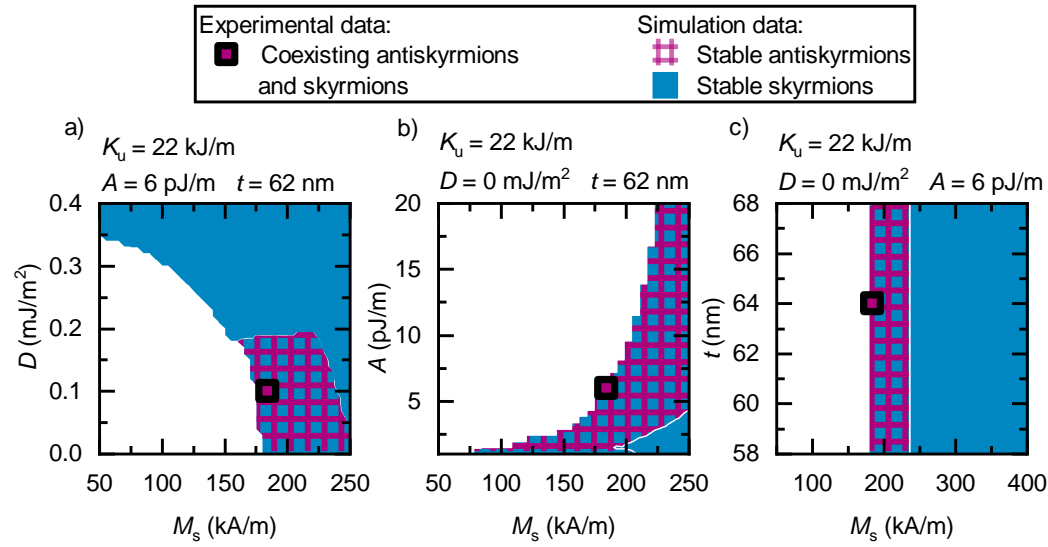 Experimental data:
Simulation data:
Coexisting antiskyrmions
and skyrmions
Stable antiskyrmions
Stable skyrmions
a)
K_u = 22 kJ/m
A = 6 pJ/m t = 62 nm
0.4
0.3
0.2
0.1
0.0
D (mJ/m²)
50 100 150 200 250
M_s (kA/m)
b)
K_u = 22 kJ/m
D = 0 mJ/m² t = 62 nm
20
15
10
5
A (pJ/m)
50 100 150 200 250
M_s (kA/m)
c)
K_u = 22 kJ/m
D = 0 mJ/m² A = 6 pJ/m
68
66
64
62
60
58
t (nm)
100 200 300 400
M_s (kA/m)